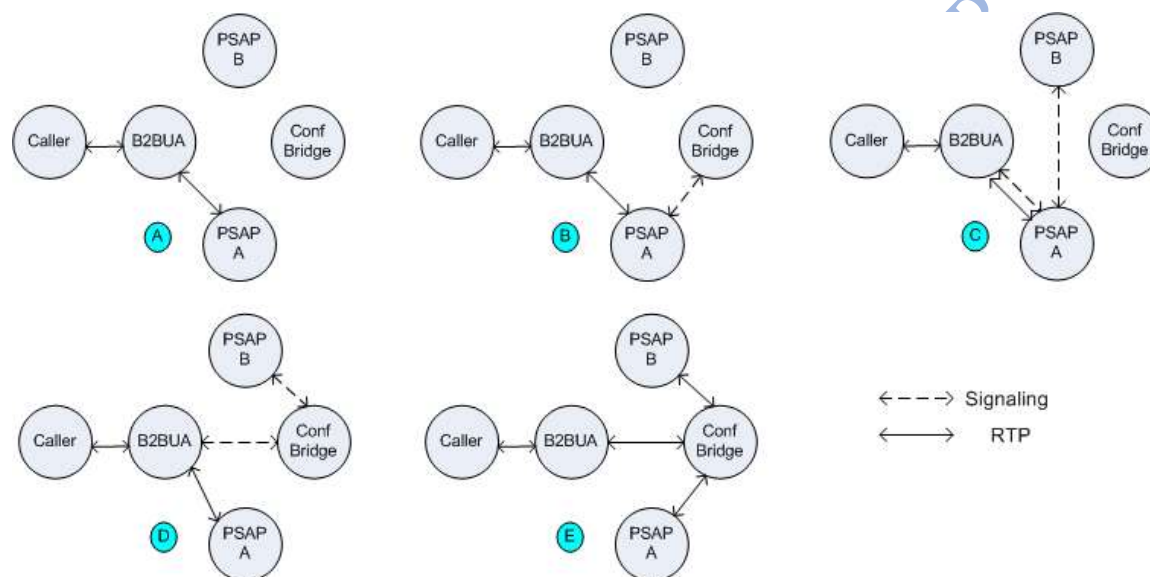 PSAP
B
Caller
B2BUA
Conf
Bridge
PSAP
A
A
PSAP
B
Caller
B2BUA
Conf
Bridge
PSAP
A
B
PSAP
B
Caller
B2BUA
Conf
Bridge
PSAP
A
C
PSAP
B
Caller
B2BUA
Conf
Bridge
PSAP
A
D
PSAP
B
Caller
B2BUA
Conf
Bridge
PSAP
A
E
Signaling
RTP